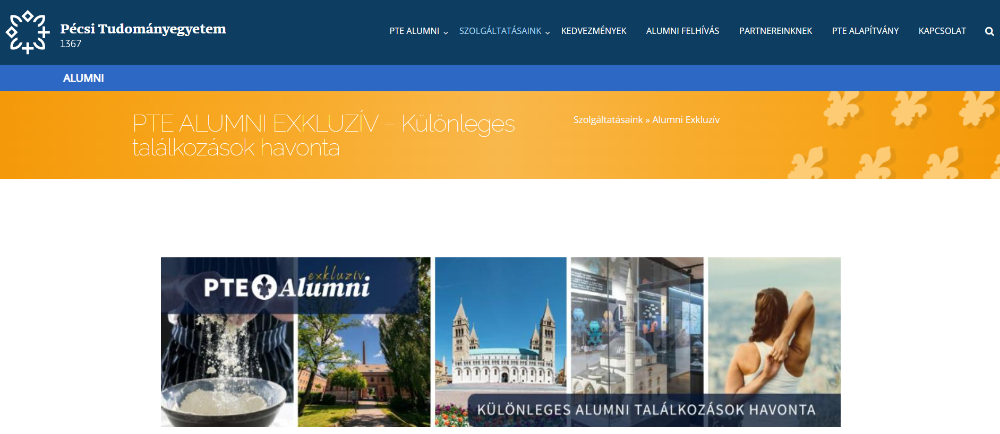 Pécsi Tudományegyetem
1367
PTE ALUMNI
SZOLGÁLTATÁSAINK
KEDVEZMÉNYEK
ALUMNI FELHÍVÁS
PARTNEREINKNEK
PTE ALAPÍTVÁNY
KAPCSOLAT
ALUMNI
PTE ALUMNI EXKLUZÍV – Különleges
találkozások havonta
Szolgáltatásaink » Alumni Exkluzív
exkluzív
PTE Alumni
KÜLÖNLEGES ALUMNI TALÁLKOZÁSOK HAVONTA